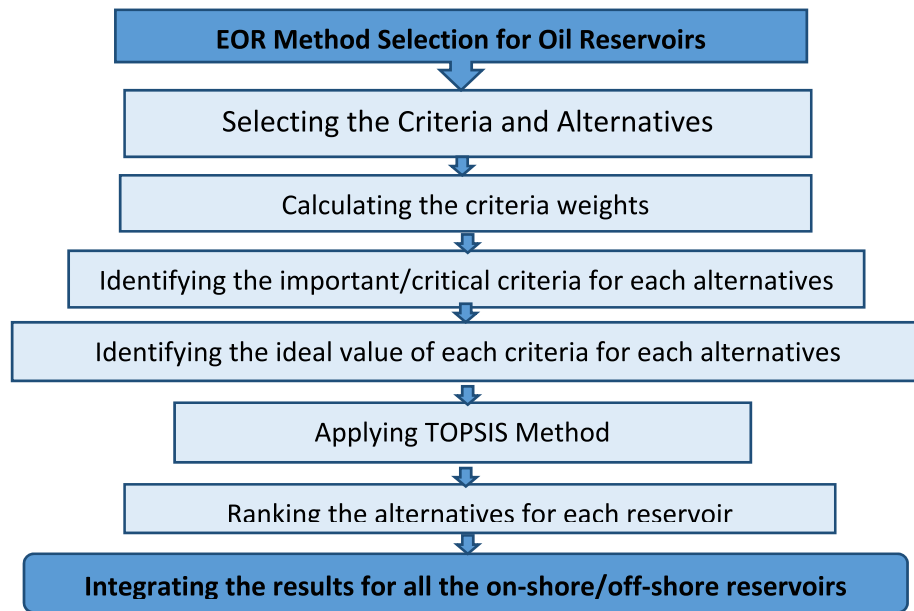 EOR Method Selection for Oil Reservoirs
Selecting the Criteria and Alternatives
Calculating the criteria weights
Identifying the important/critical criteria for each alternatives
Identifying the ideal value of each criteria for each alternatives
Applying TOPSIS Method
Ranking the alternatives for each reservoir
Integrating the results for all the on-shore/off-shore reservoirs